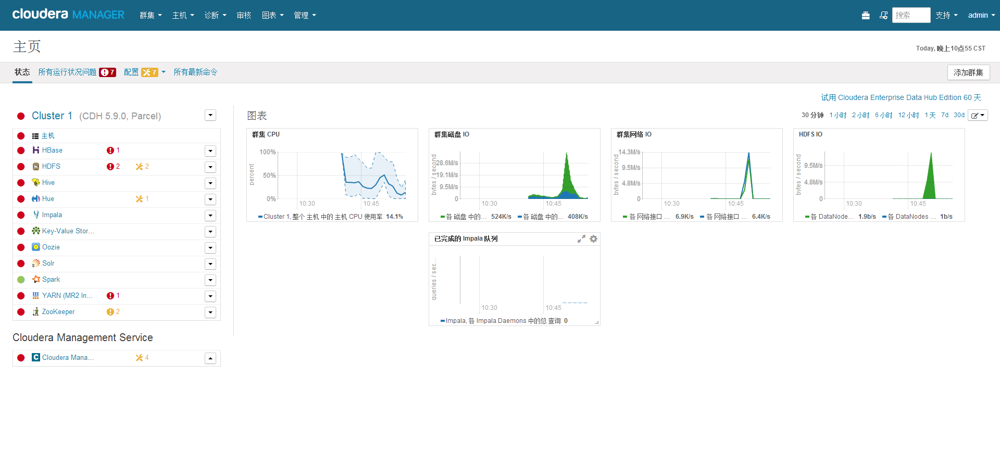 cloudera MANAGER 群集 主机 诊断 审核 图表 管理 搜索 支持 admin
主页
Today, 晚上10点55 CST
状态 所有运行状况问题 7 配置 7 所有最新命令 添加群集
试用 Cloudera Enterprise Data Hub Edition 60 天
Cluster 1 (CDH 5.9.0, Parcel)
主机
HBase 1
HDFS 2 2
Hive
Hue 1
Impala
Key-Value Stor...
Oozie
Solr
Spark
YARN (MR2 In... 1
ZooKeeper 2
Cloudera Management Service
C Cloudera Mana... 4
图表
30 分钟 1 小时 2 小时 6 小时 12 小时 1 天 7d 30d
群集 CPU
percent
100%
50%
0%
10:30 10:45
Cluster 1, 整个 主机 中的 主机 CPU 使用率 14.1%
群集磁盘 IO
bytes / second
28.6M/s
19.1M/s
9.5M/s
0
10:30 10:45
各 磁盘 中的... 524K/s 各 磁盘 中的... 408K/s
群集网络 IO
bytes / second
14.3M/s
9.5M/s
4.8M/s
0
10:30 10:45
各 网络接口 ... 6.9K/s 各 网络接口 ... 6.4K/s
HDFS IO
bytes / second
9.5M/s
4.8M/s
0
10:30 10:45
各 DataNode... 1.9b/s 各 DataNodes ... 1b/s
已完成的 Impala 队列
queries / sec...
10:30 10:45
Impala, 各 Impala Daemons 中的总 查询 0